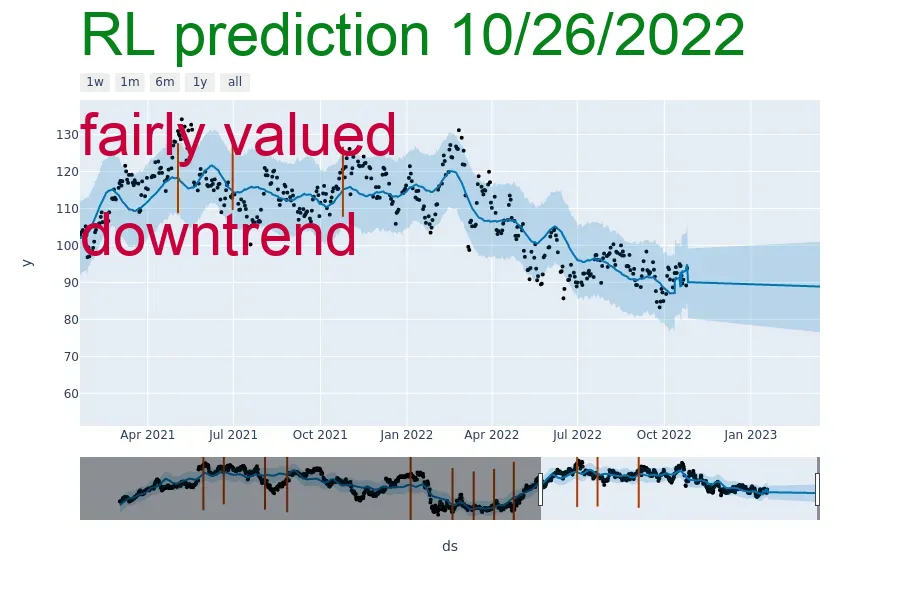 RL prediction 10/26/2022
1w 1m 6m 1y all
fairly valued
downtrend
130
120
110
100
90
80
70
60
y
Apr 2021 Jul 2021 Oct 2021 Jan 2022 Apr 2022 Jul 2022 Oct 2022 Jan 2023
ds